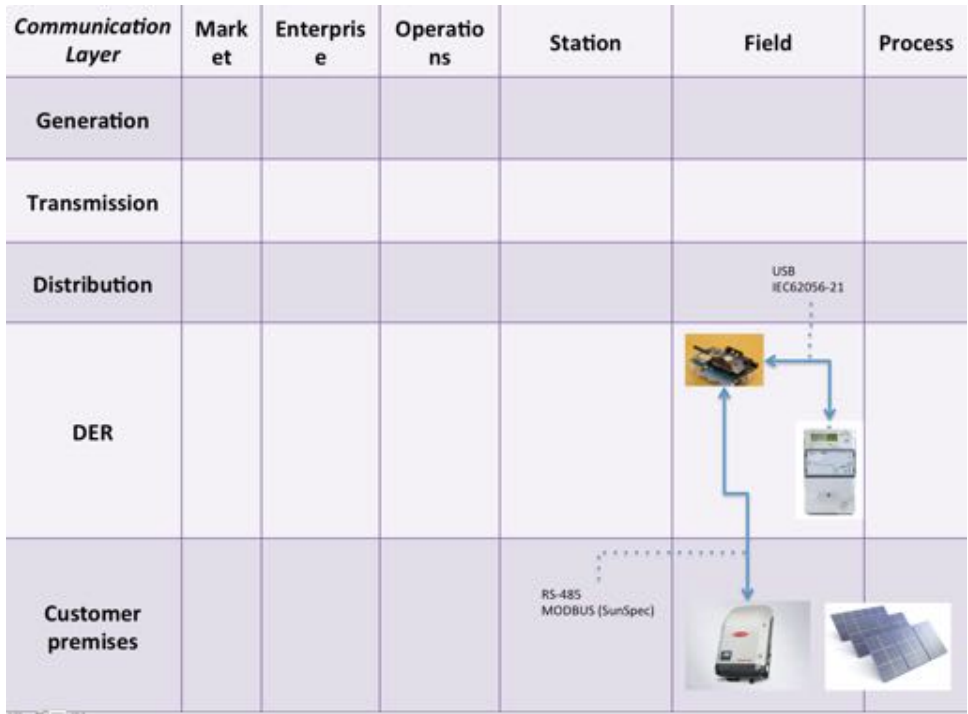 Communication Layer
Mark
et
Enterpris
e
Operatio
ns
Station
Field
Process
Generation
Transmission
Distribution
USB
IEC62056-21
DER
RS-485
MODBUS (SunSpec)
Customer
premises